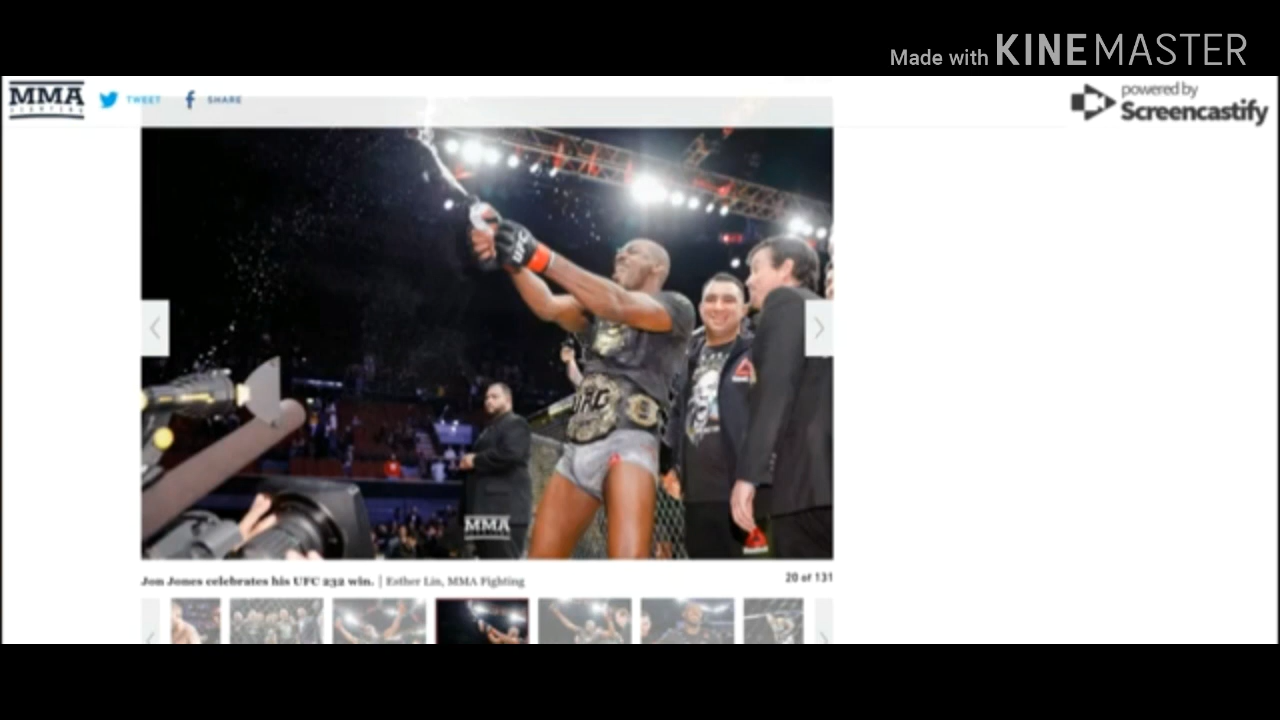 Made with KINEMASTER
MMA
TWEET
SHARE
powered by
Screencastify
UFC
UFC
MMA
Jon Jones celebrates his UFC 232 win. | Esther Lin, MMA Fighting
20 of 131